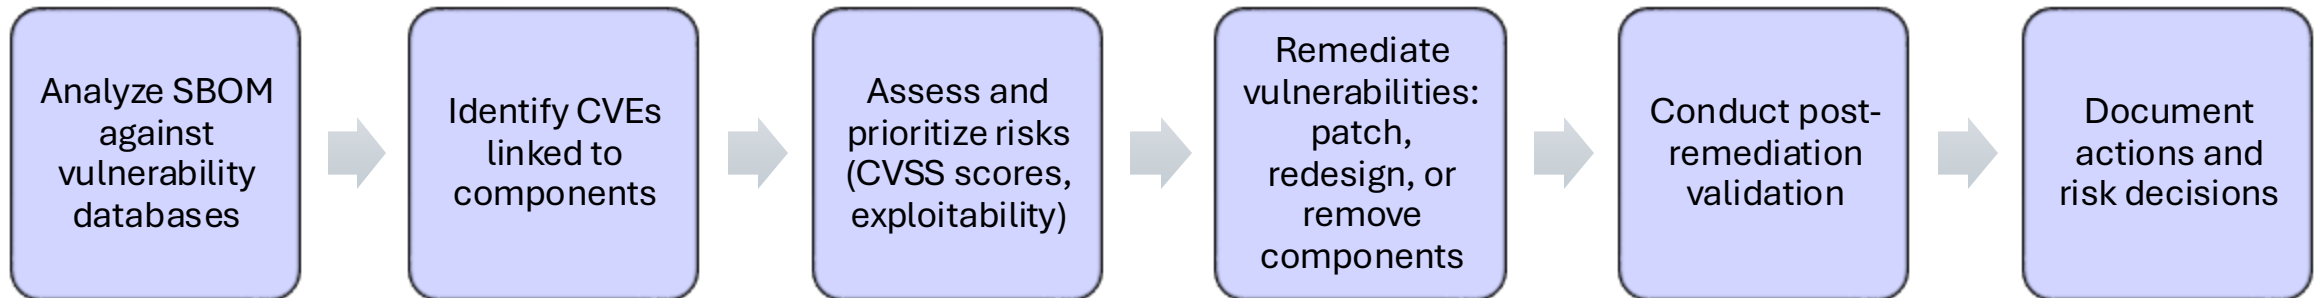 Analyze SBOM
against
vulnerability
databases
Identify CVEs
linked to
components
Assess and
prioritize risks
(CVSS scores,
exploitability)
Remediate
vulnerabilities:
patch,
redesign, or
remove
components
Conduct post-
remediation
validation
Document
actions and
risk decisions